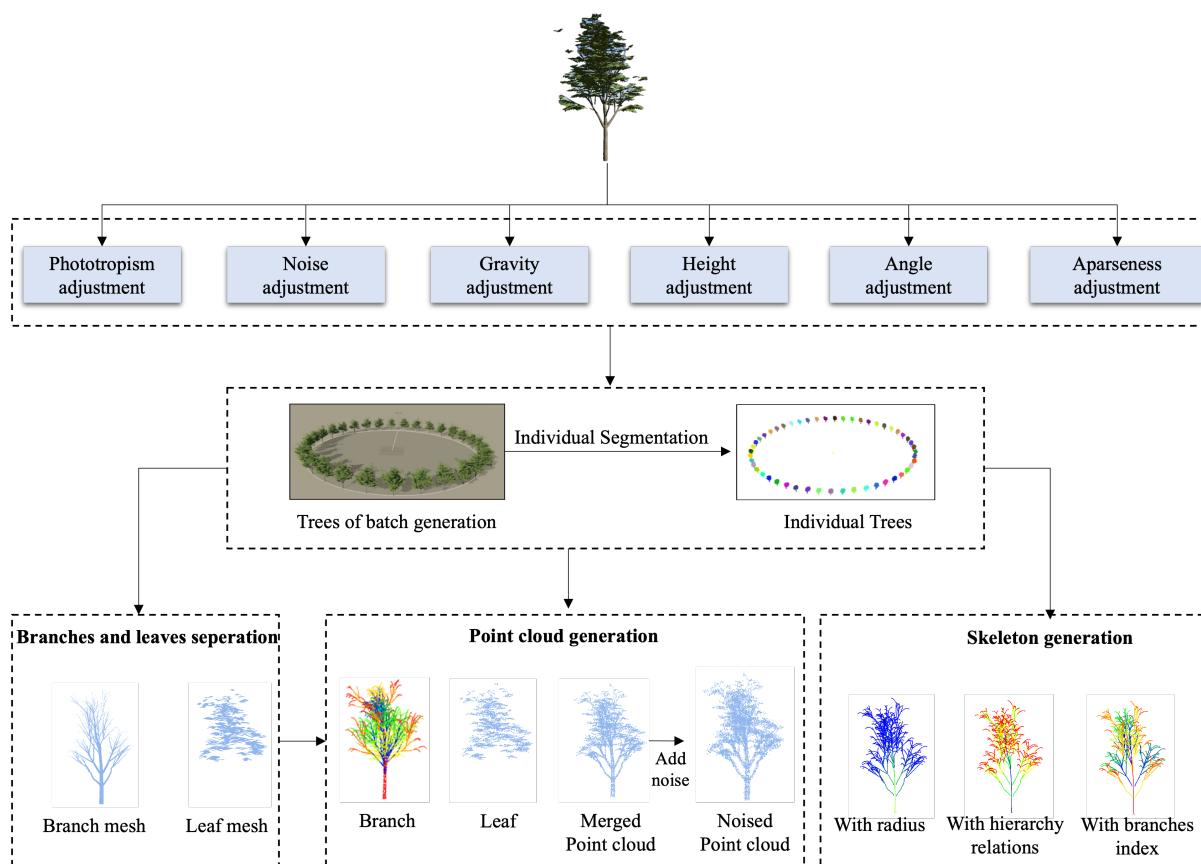 Phototropism
adjustment
Noise
adjustment
Gravity
adjustment
Height
adjustment
Angle
adjustment
Aparseness
adjustment
Individual Segmentation
Trees of batch generation
Individual Trees
Branches and leaves seperation
Branch mesh
Leaf mesh
Point cloud generation
Add
noise
Branch
Leaf
Merged
Point cloud
Noised
Point cloud
Skeleton generation
With radius
With hierarchy
relations
With branches
index